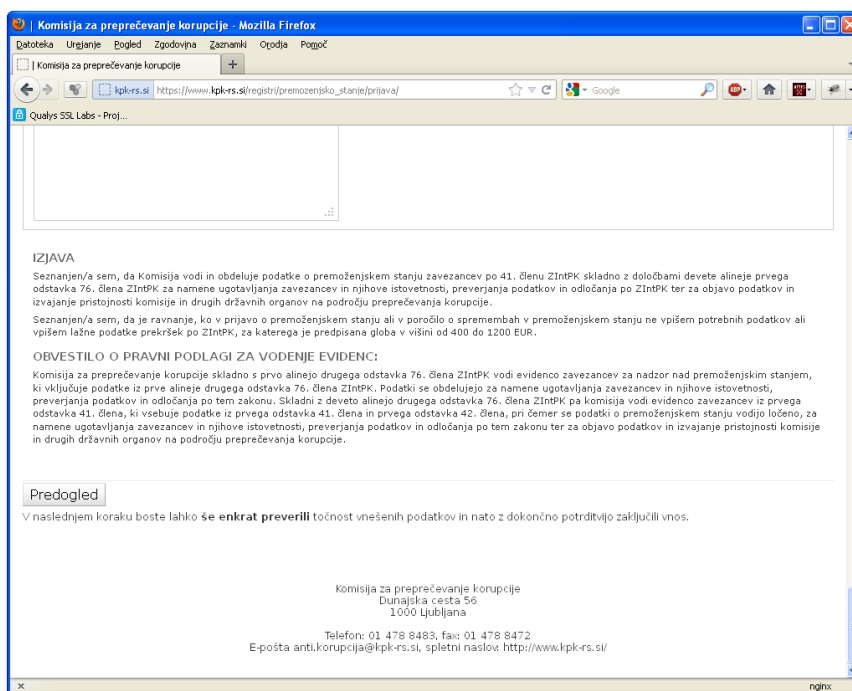 | Komisija za preprečevanje korupcije - Mozilla Firefox
Datoteka Urejanje Pogled Zgodovina Zaznamki Orodja Pomoč
| Komisija za preprečevanje korupcije
kpk-rs.si https://www.kpk-rs.si/registri/premozenjsko_stanje/prijava/ Google ABP
Qualys SSL Labs - Proj...
IZJAVA
Seznanjen/a sem, da Komisija vodi in obdeluje podatke o premoženjskem stanju zavezancev po 41. členu ZIntPK skladno z določbami devete alineje prvega
odstavka 76. člena ZIntPK za namene ugotavljanja zavezancev in njihove istovetnosti, preverjanja podatkov in odločanja po ZIntPK ter za objavo podatkov in
izvajanje pristojnosti komisije in drugih državnih organov na področju preprečevanja korupcije.
Seznanjen/a sem, da je ravnanje, ko v prijavo o premoženjskem stanju ali v poročilo o spremembah v premoženjskem stanju ne vpišem potrebnih podatkov ali
vpišem lažne podatke prekršek po ZIntPK, za katerega je predpisana globa v višini od 400 do 1200 EUR.
OBVESTILO O PRAVNI PODLAGI ZA VODENJE EVIDENC:
Komisija za preprečevanje korupcije skladno s prvo alinejo drugega odstavka 76. člena ZIntPK vodi evidenco zavezancev za nadzor nad premoženjskim stanjem,
ki vključuje podatke iz prve alineje drugega odstavka 76. člena ZIntPK. Podatki se obdelujejo za namene ugotavljanja zavezancev in njihove istovetnosti,
preverjanja podatkov in odločanja po tem zakonu. Skladni z deveto alinejo drugega odstavka 76. člena ZIntPK pa komisija vodi evidenco zavezancev iz prvega
odstavka 41. člena, ki vsebuje podatke iz prvega odstavka 41. člena in prvega odstavka 42. člena, pri čemer se podatki o premoženjskem stanju vodijo ločeno, za
namene ugotavljanja zavezancev in njihove istovetnosti, preverjanja podatkov in odločanja po tem zakonu ter za objavo podatkov in izvajanje pristojnosti komisije
in drugih državnih organov na področju preprečevanja korupcije.
Predogled
V naslednjem koraku boste lahko še enkrat preverili točnost vnešenih podatkov in nato z dokončno potrditvijo zaključili vnos.
Komisija za preprečevanje korupcije
Dunajska cesta 56
1000 Ljubljana
Telefon: 01 478 8483, fax: 01 478 8472
E-pošta anti.korupcija@kpk-rs.si, spletni naslov: http://www.kpk-rs.si/
x nginx